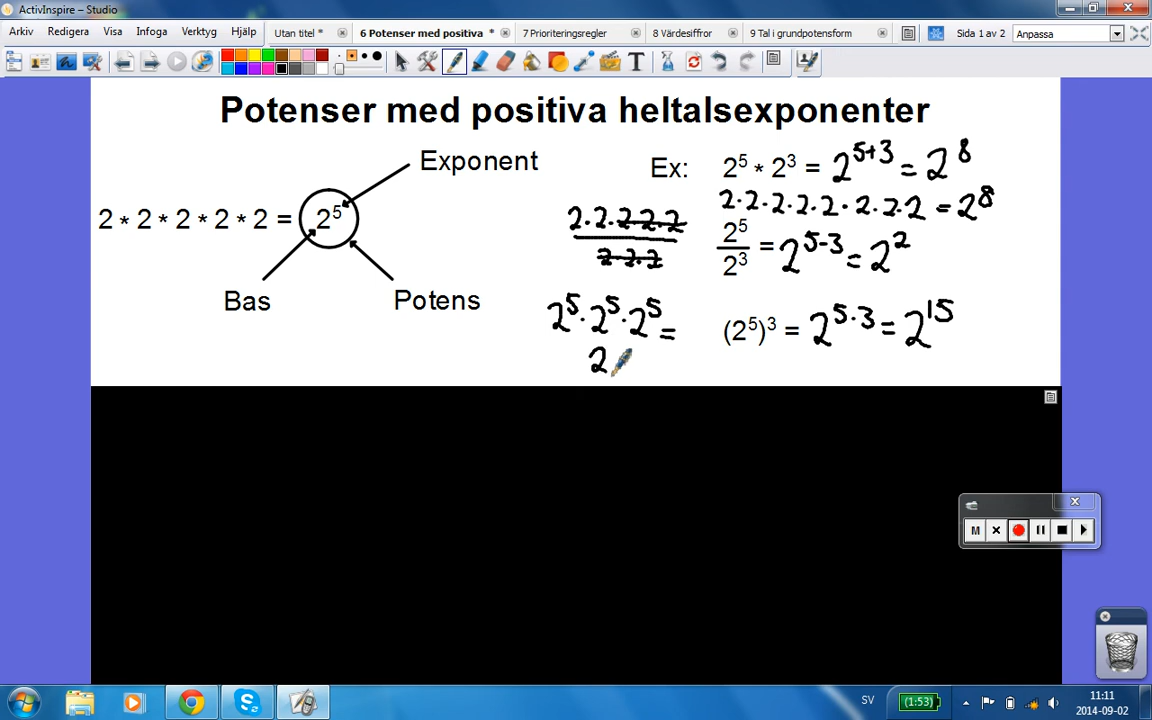 ActivInspire – Studio
Arkiv Redigera Visa Infoga Verktyg Hjälp
Utan titel * 6 Potenser med positiva * 7 Prioriteringsregler 8 Värdesiffror 9 Tal i grundpotensform
Sida 1 av 2 Anpassa
T
Potenser med positiva heltalsexponenter
Exponent
2 * 2 * 2 * 2 * 2 = 2⁵
Bas
Potens
Ex: 2⁵ * 2³ = 2⁵⁺³ = 2⁸
2·2·2·2·2·2·2·2 = 2⁸
2·2·2·2·2
2·2·2
2⁵
2³
= 2⁵⁻³ = 2²
2⁵·2⁵·2⁵ =
2
(2⁵)³ = 2⁵·³ = 2¹⁵
M
SV
(1:53)
11:11
2014-09-02